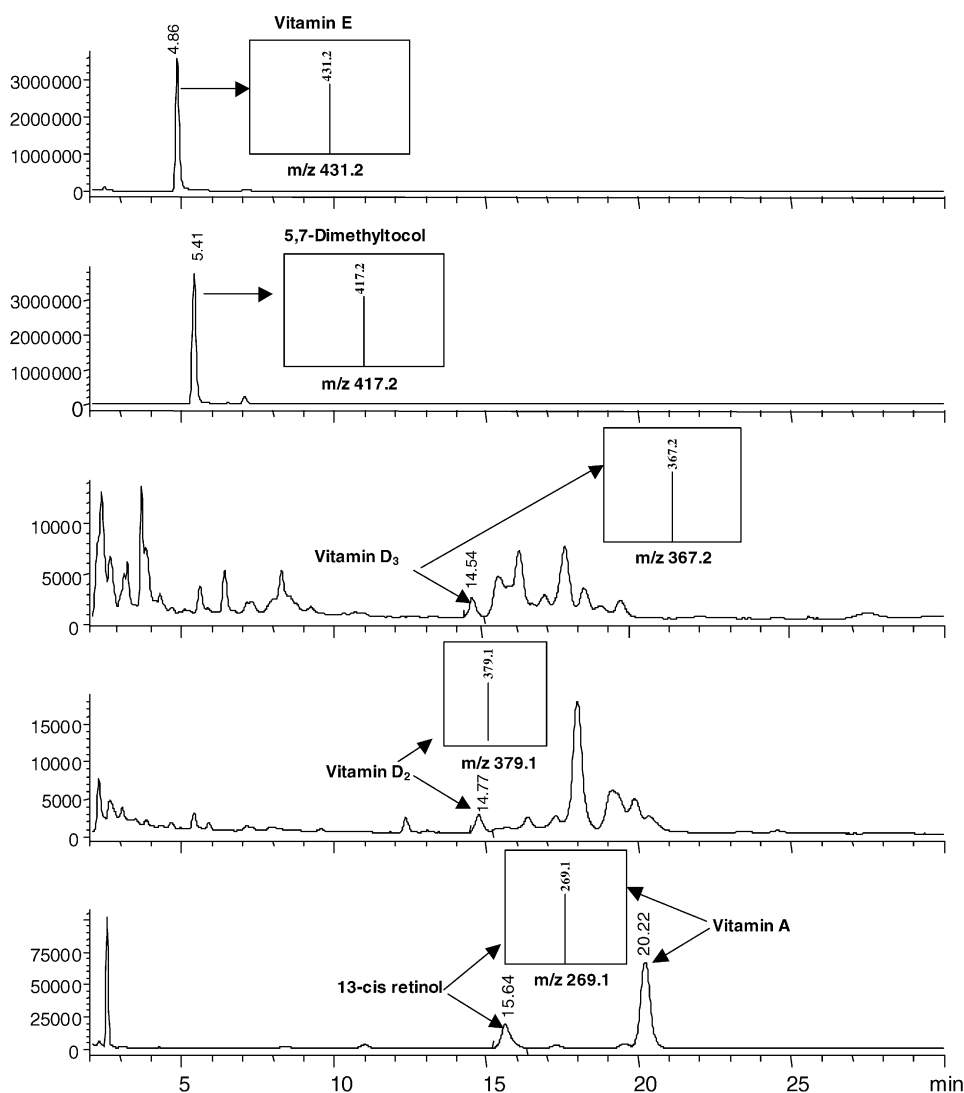 Vitamin E
4.86
431.2
3000000
2000000
1000000
0
m/z 431.2
5,7-Dimethyltocol
5.41
417.2
3000000
2000000
1000000
0
m/z 417.2
367.2
10000
5000
0
Vitamin D3
14.54
m/z 367.2
379.1
15000
10000
5000
0
Vitamin D2
14.77
m/z 379.1
269.1
75000
50000
25000
0
13-cis retinol
15.64
m/z 269.1
20.22
Vitamin A
5 10 15 20 25 min